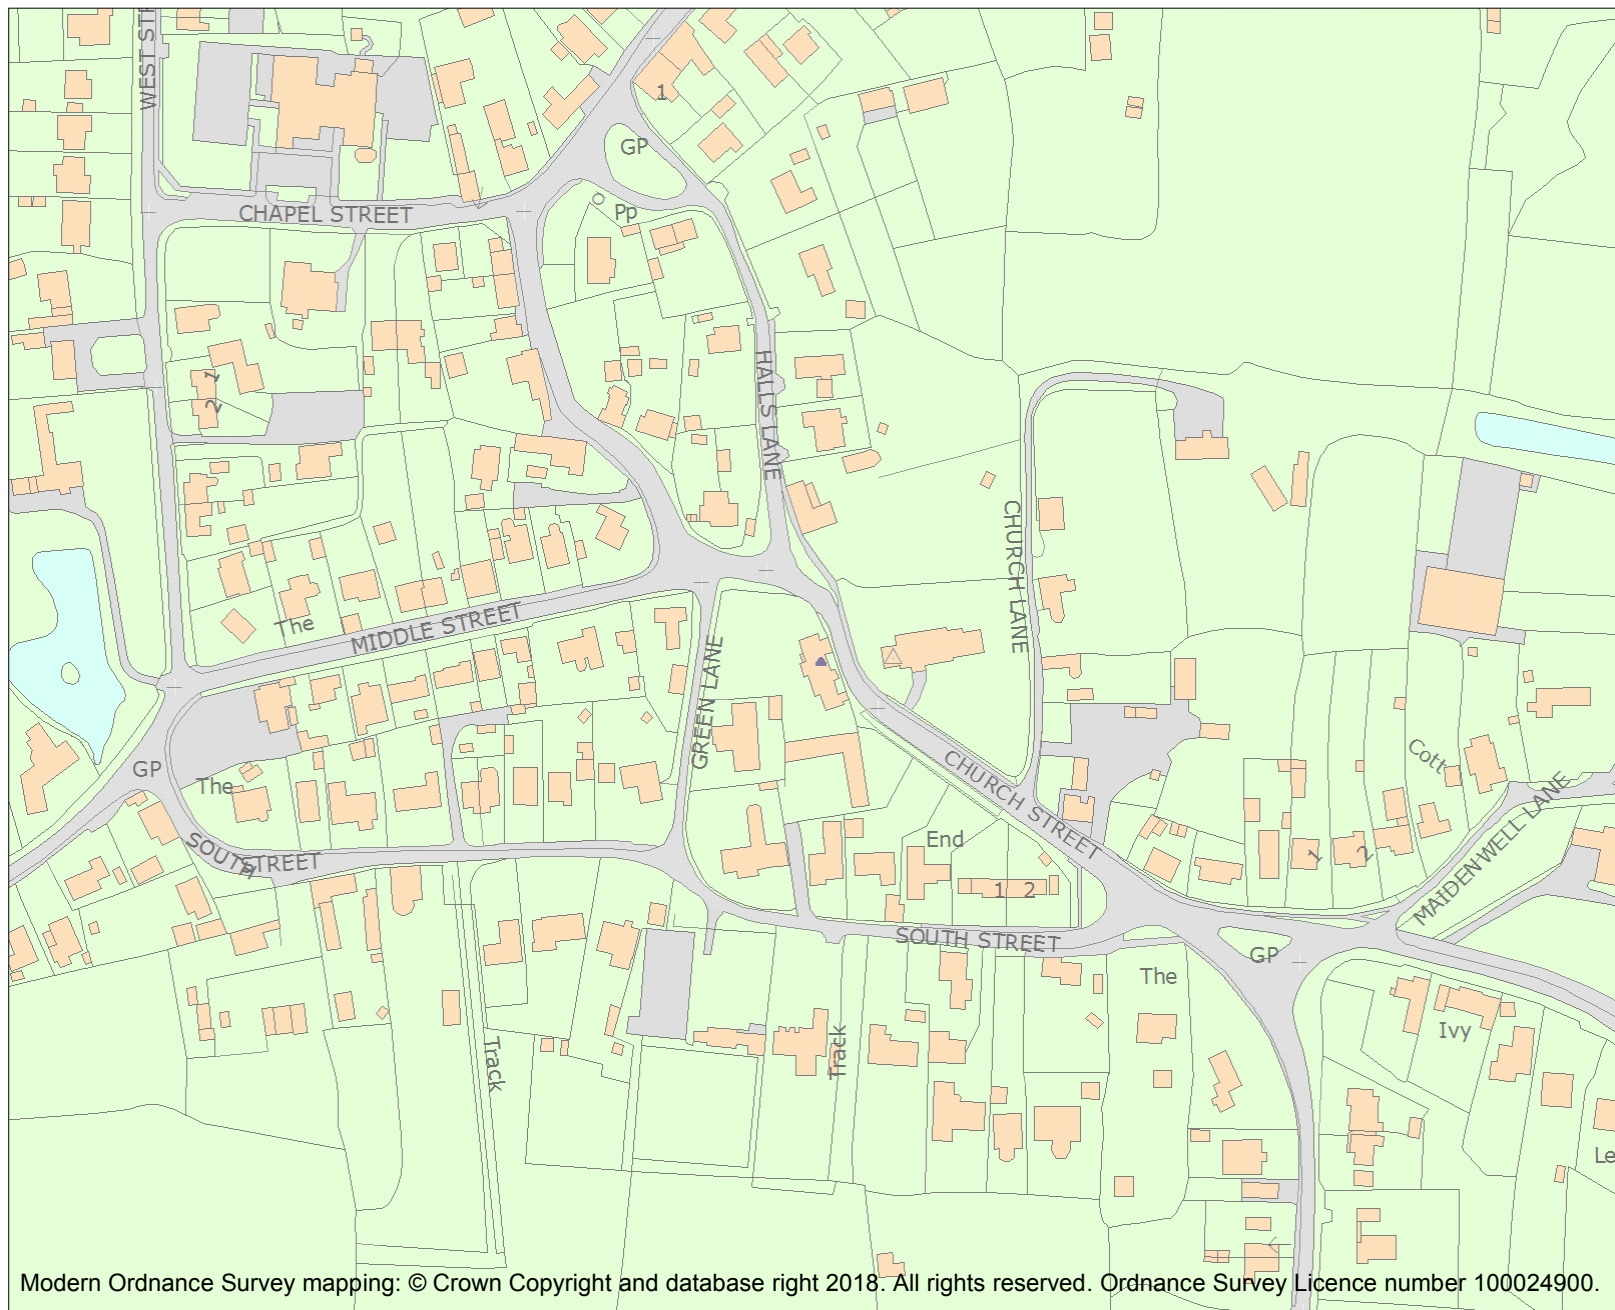 WEST STR
1
GP
CHAPEL STREET
Pp
HALLS LANE
1
2
CHURCH LANE
The
MIDDLE STREET
GREEN LANE
GP
The
CHURCH STREET
Cott
MAIDENWELL LANE
SOUTH
STREET
End
1 2
1 2
SOUTH STREET
GP
The
Track
Track
Ivy
Le
Modern Ordnance Survey mapping: © Crown Copyright and database right 2018. All rights reserved. Ordnance Survey Licence number 100024900.